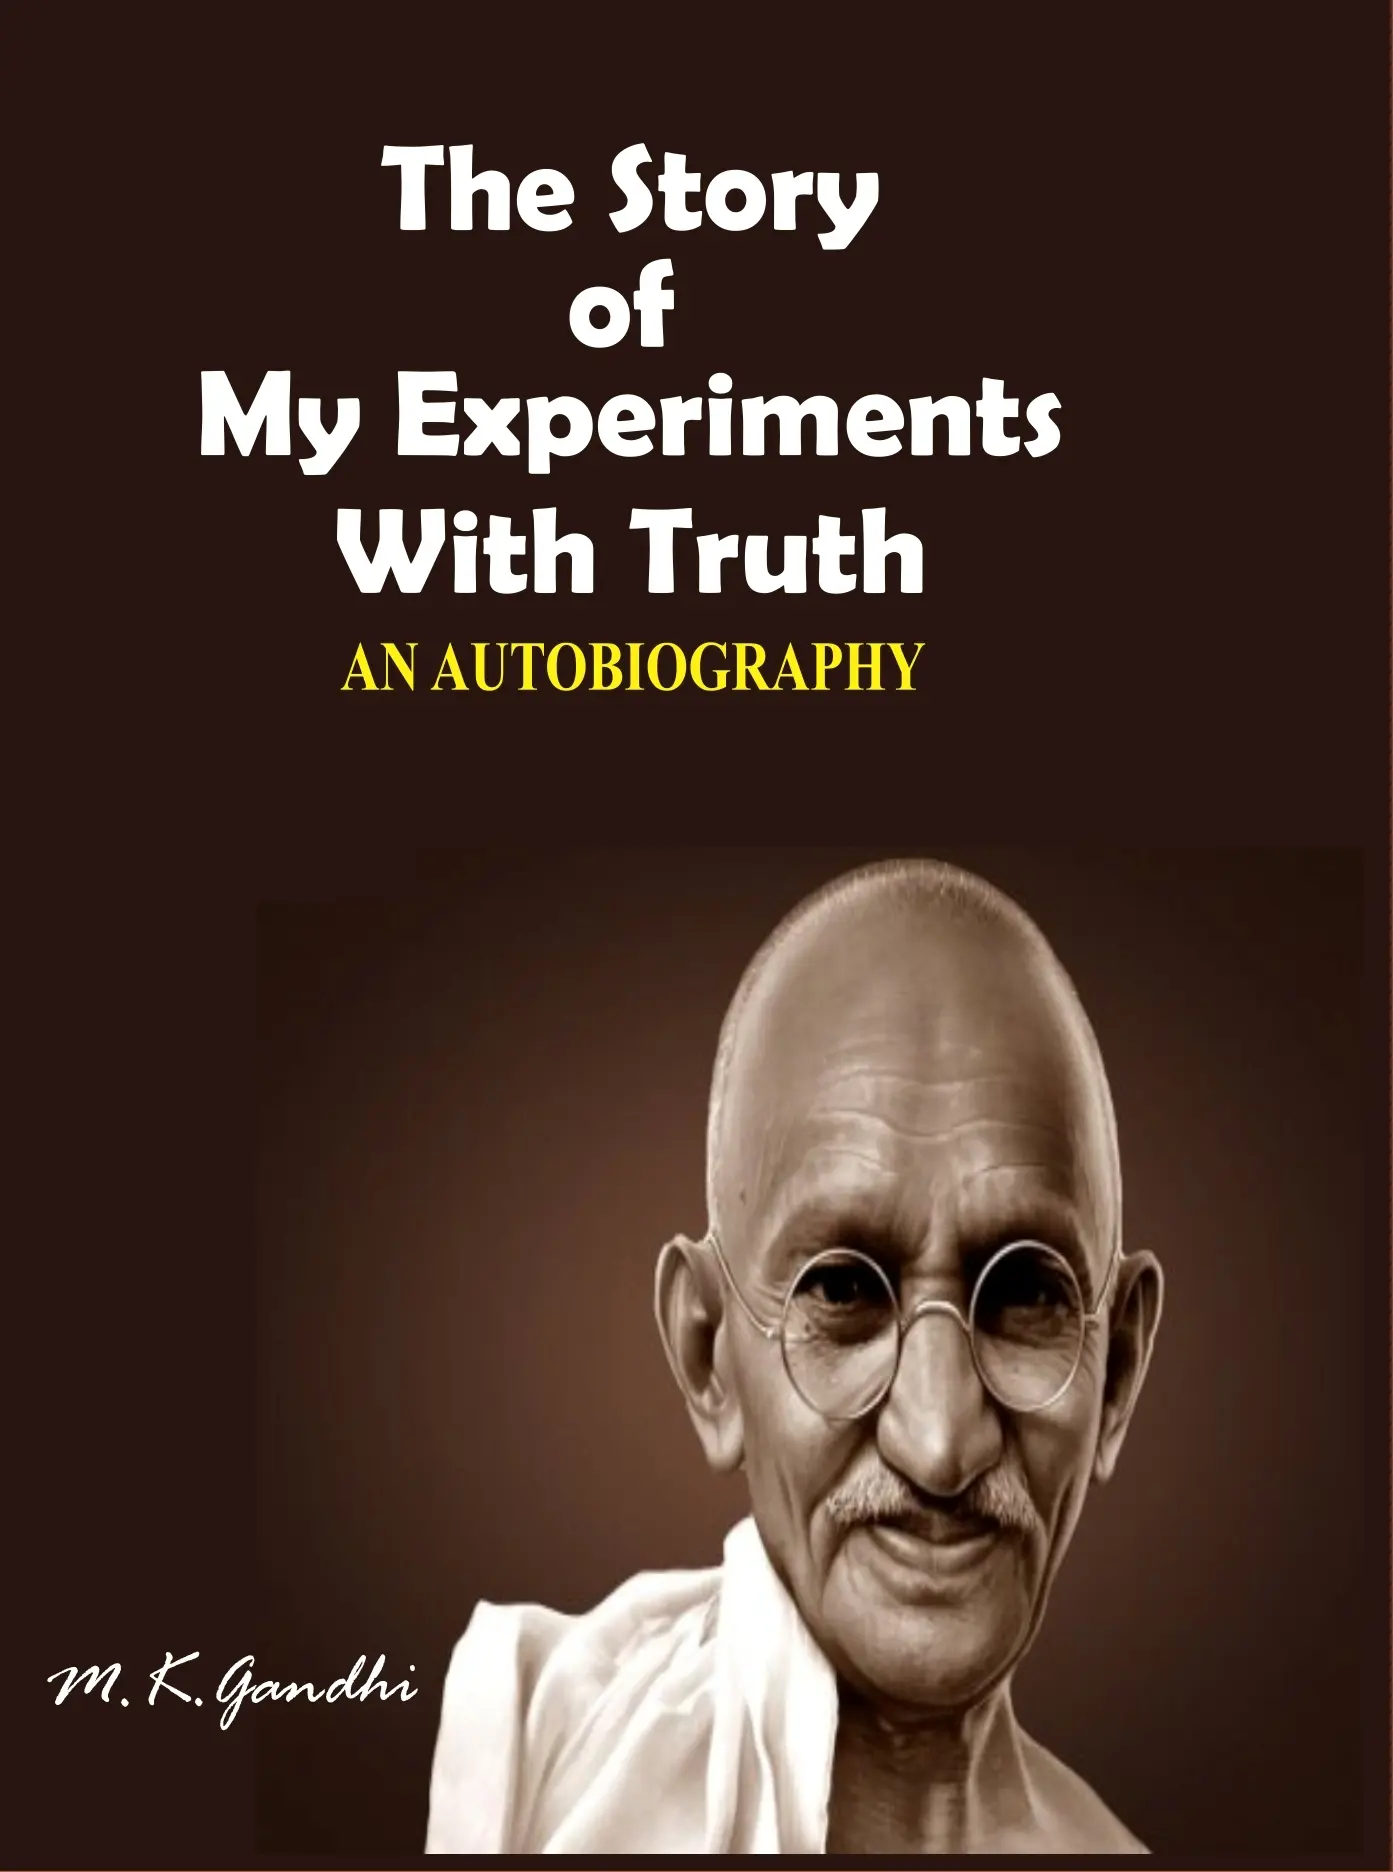 The Story
of
My Experiments
With Truth
AN AUTOBIOGRAPHY
M. K. Gandhi